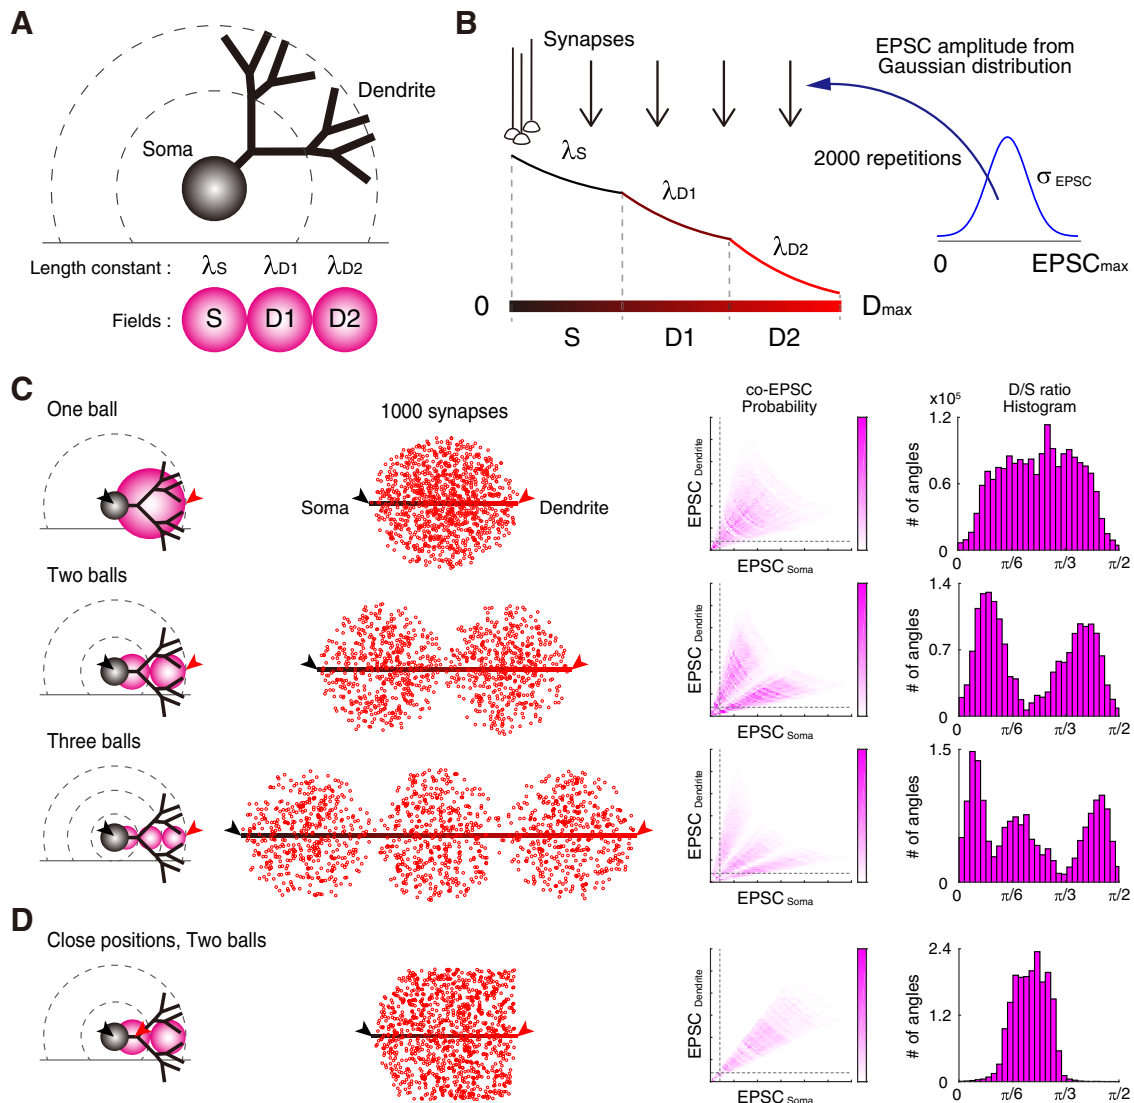 A
Soma
Dendrite
Length constant : λS λD1 λD2
Fields : S D1 D2
B
Synapses
EPSC amplitude from
Gaussian distribution
2000 repetitions
σ EPSC
0 EPSCmax
λS
λD1
λD2
0 Dmax
S D1 D2
C
One ball
1000 synapses
Soma
Dendrite
co-EPSC
Probability
EPSC Dendrite
EPSC Soma
D/S ratio
Histogram
x10⁵
1.2
0.6
0
# of angles
0 π/6 π/3 π/2
Two balls
EPSC Dendrite
EPSC Soma
1.4
0.7
0
# of angles
0 π/6 π/3 π/2
Three balls
EPSC Dendrite
EPSC Soma
1.5
0
# of angles
0 π/6 π/3 π/2
D
Close positions, Two balls
EPSC Dendrite
EPSC Soma
2.4
1.2
0
# of angles
0 π/6 π/3 π/2